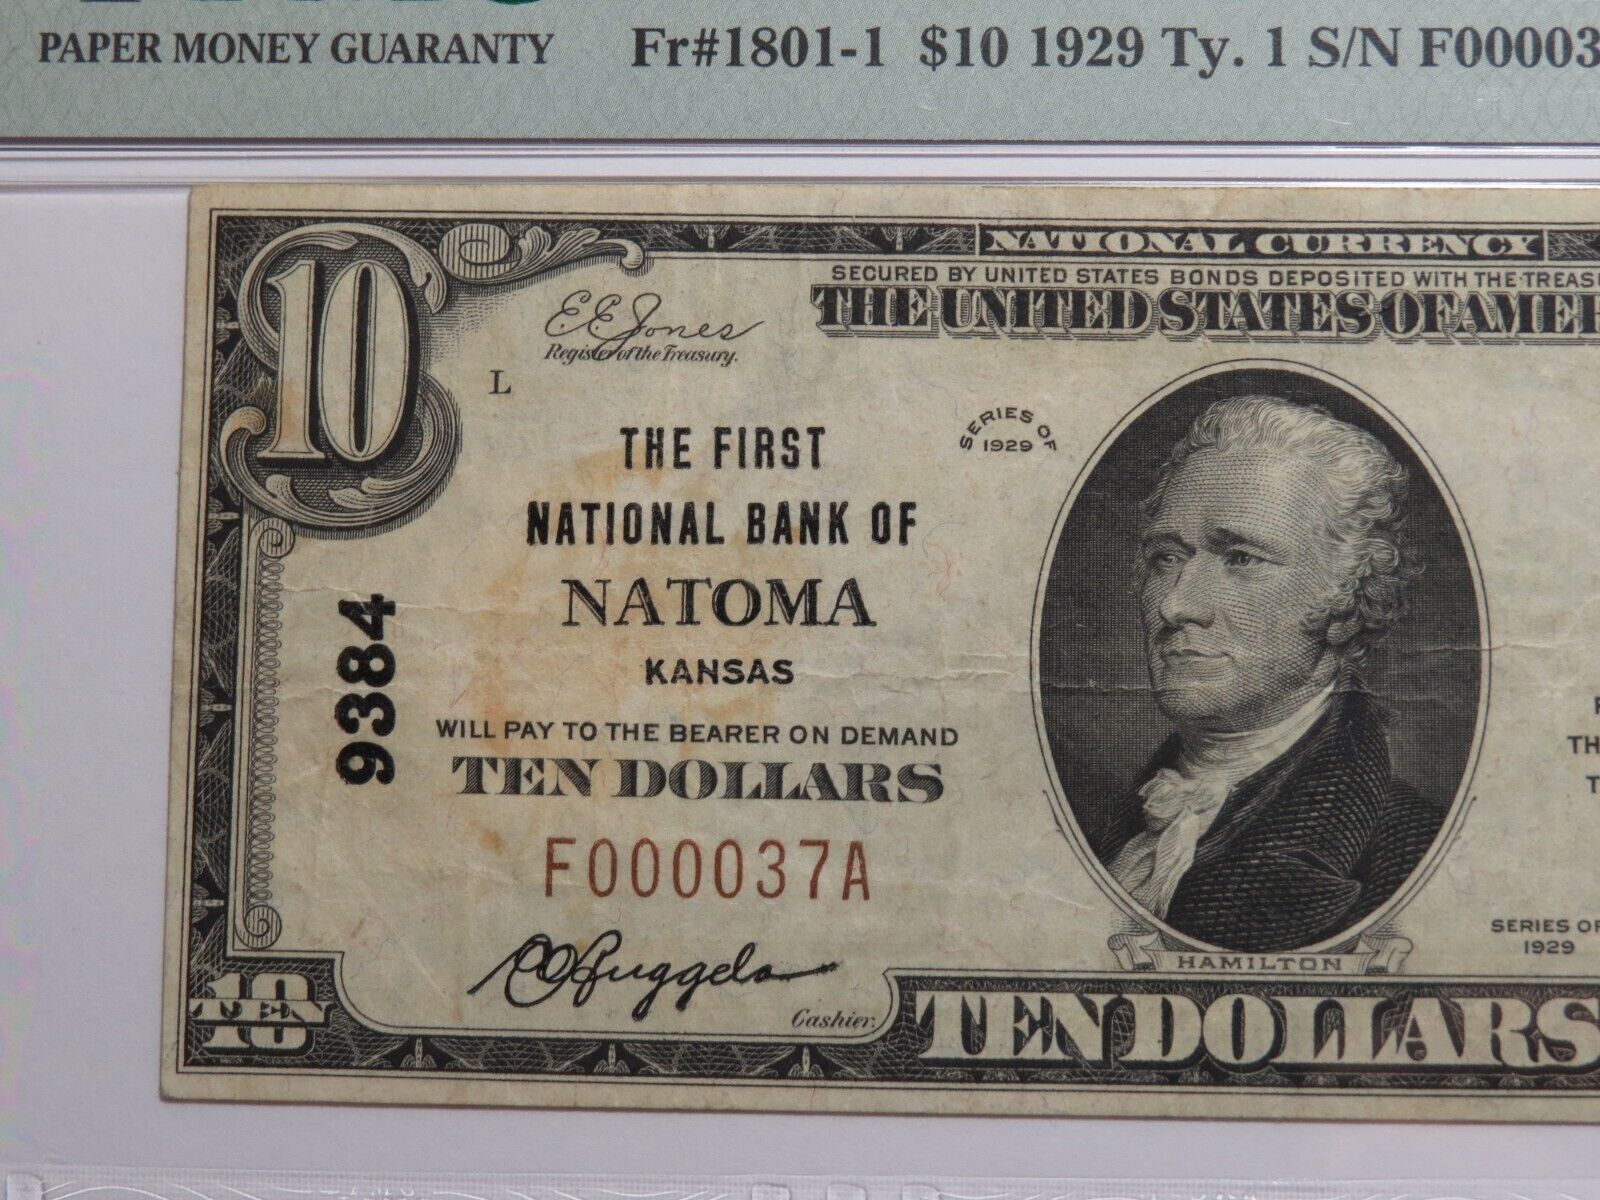 PAPER MONEY GUARANTY
Fr#1801-1 $10 1929 Ty. 1 S/N F00003
NATIONAL CURRENCY
SECURED BY UNITED STATES BONDS DEPOSITED WITH THE TREAS
THE UNITED STATES OF AMER
10
E.E. Jones
Register of the Treasury.
L
SERIES OF
1929
THE FIRST
NATIONAL BANK OF
NATOMA
KANSAS
9384
WILL PAY TO THE BEARER ON DEMAND
TEN DOLLARS
F000037A
Ruggels
Cashier.
HAMILTON
SERIES OF
1929
10
TEN
TEN DOLLARS